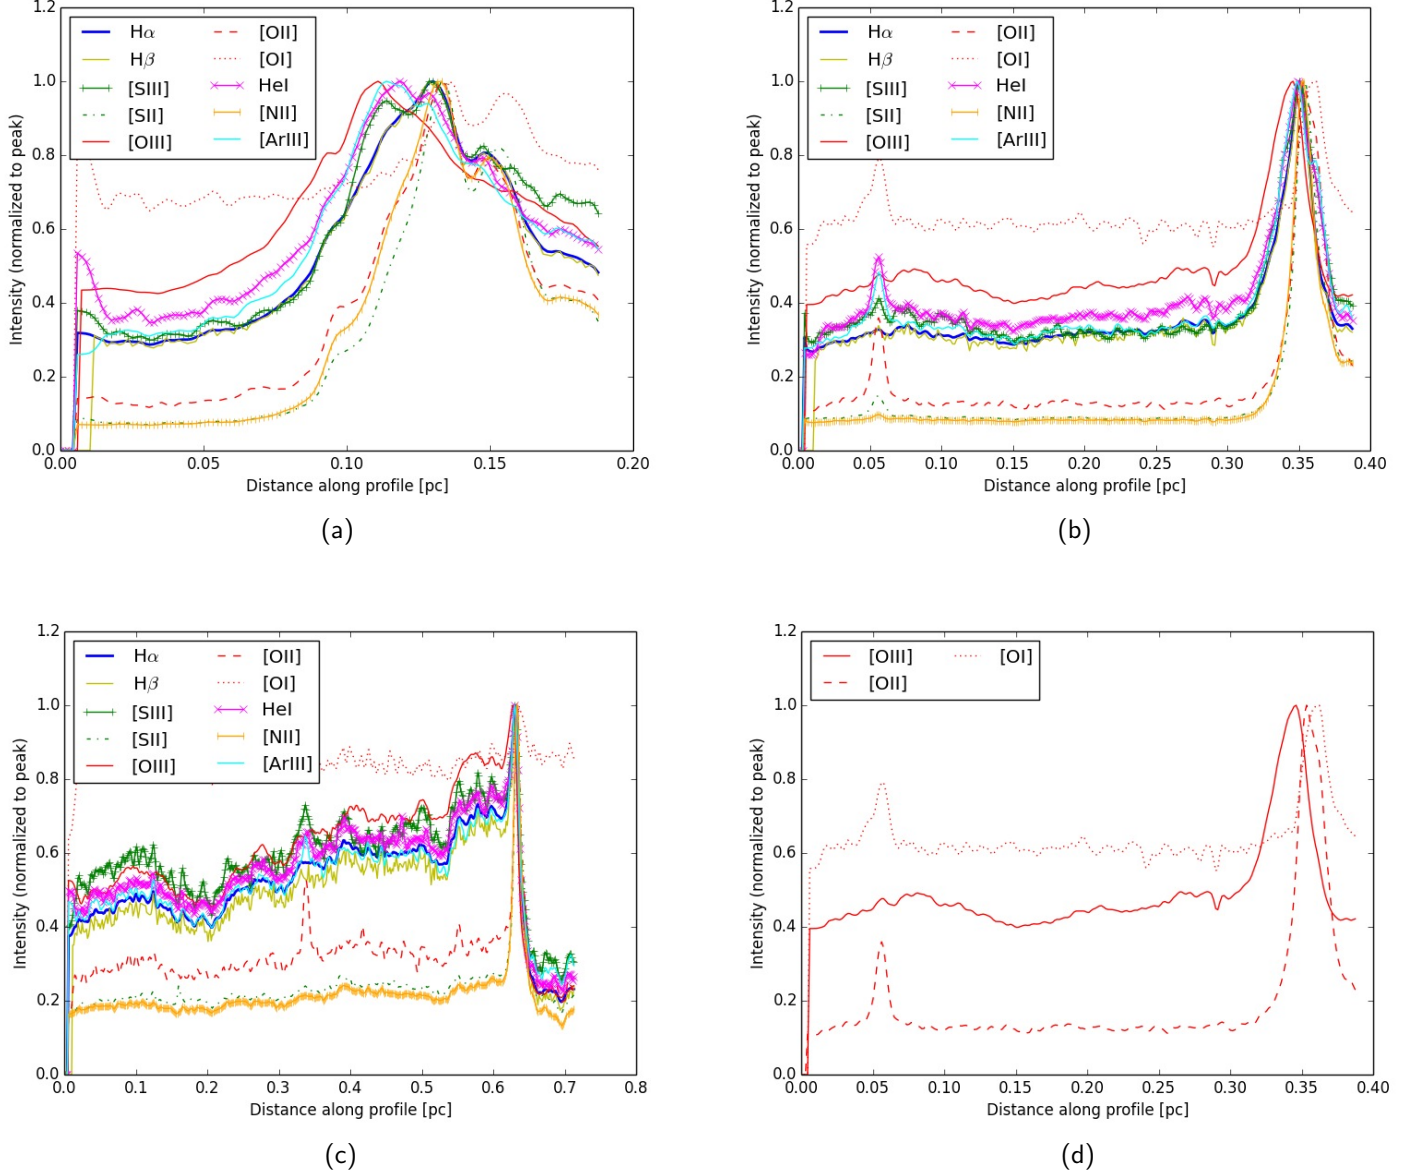 1.2
1.0
0.8
0.6
0.4
0.2
0.0
Intensity (normalized to peak)
Hα
Hβ
[SIII]
[SII]
[OIII]
[OII]
[OI]
HeI
[NII]
[ArIII]
0.00 0.05 0.10 0.15 0.20
Distance along profile [pc]
(a)
1.2
1.0
0.8
0.6
0.4
0.2
0.0
Intensity (normalized to peak)
Hα
Hβ
[SIII]
[SII]
[OIII]
[OII]
[OI]
HeI
[NII]
[ArIII]
0.00 0.05 0.10 0.15 0.20 0.25 0.30 0.35 0.40
Distance along profile [pc]
(b)
1.2
1.0
0.8
0.6
0.4
0.2
0.0
Intensity (normalized to peak)
Hα
Hβ
[SIII]
[SII]
[OIII]
[OII]
[OI]
HeI
[NII]
[ArIII]
0.0 0.1 0.2 0.3 0.4 0.5 0.6 0.7 0.8
Distance along profile [pc]
(c)
1.2
1.0
0.8
0.6
0.4
0.2
0.0
Intensity (normalized to peak)
[OIII]
[OII]
[OI]
0.00 0.05 0.10 0.15 0.20 0.25 0.30 0.35 0.40
Distance along profile [pc]
(d)